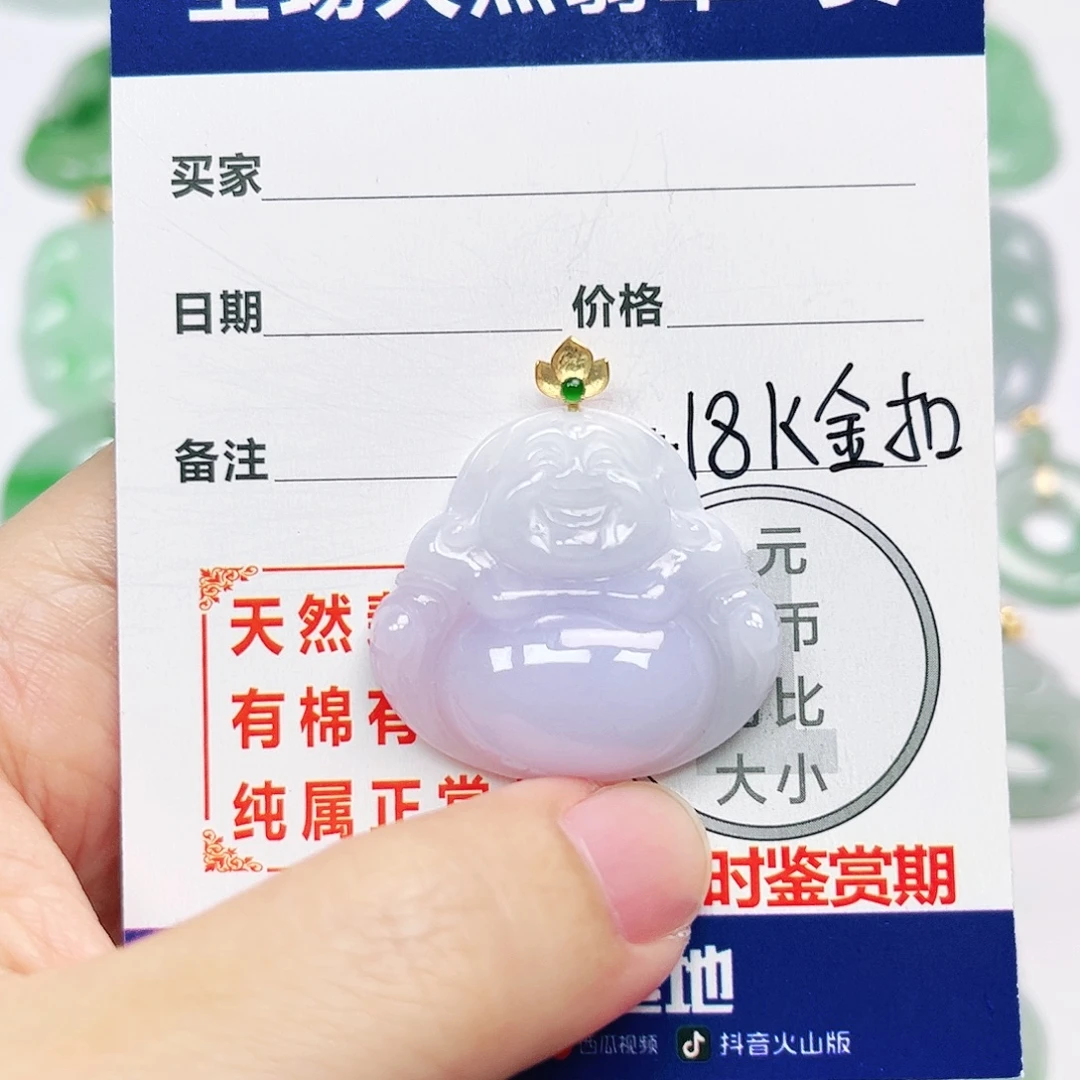 买家
日期 价格
备注 18K金扣
元
币
比
大小
天然
有棉有
纯属正常
时鉴赏期
地
西瓜视频 抖音火山版